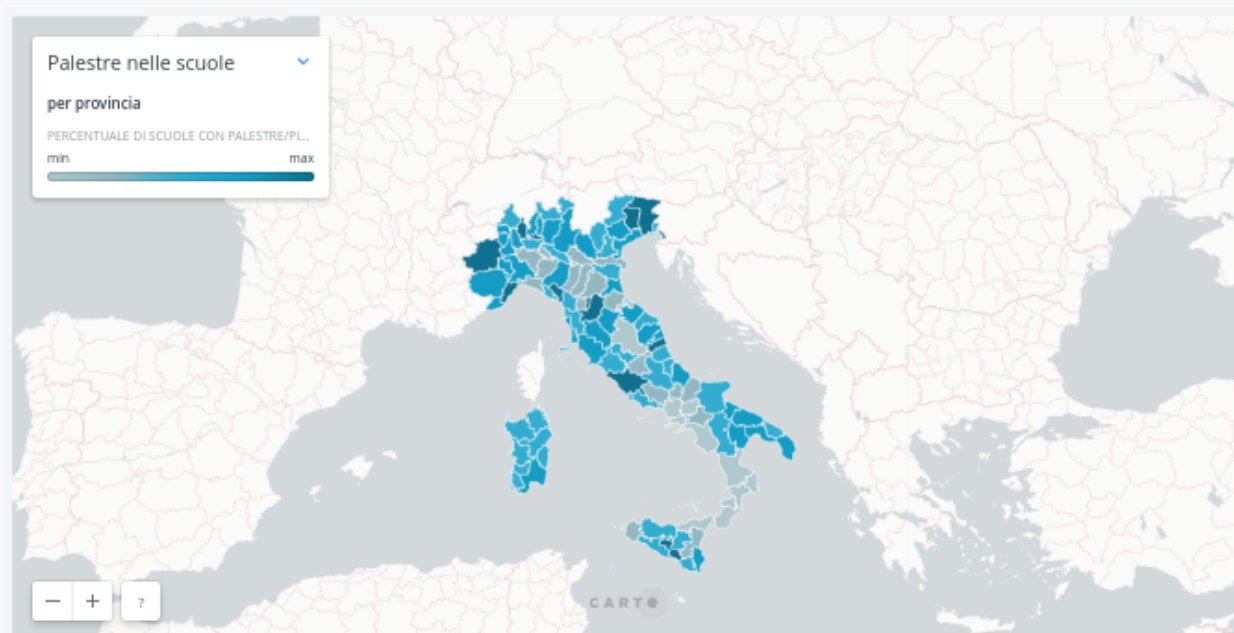 Palestre nelle scuole
per provincia
PERCENTUALE DI SCUOLE CON PALESTRE/PI...
min max
?
CARTO